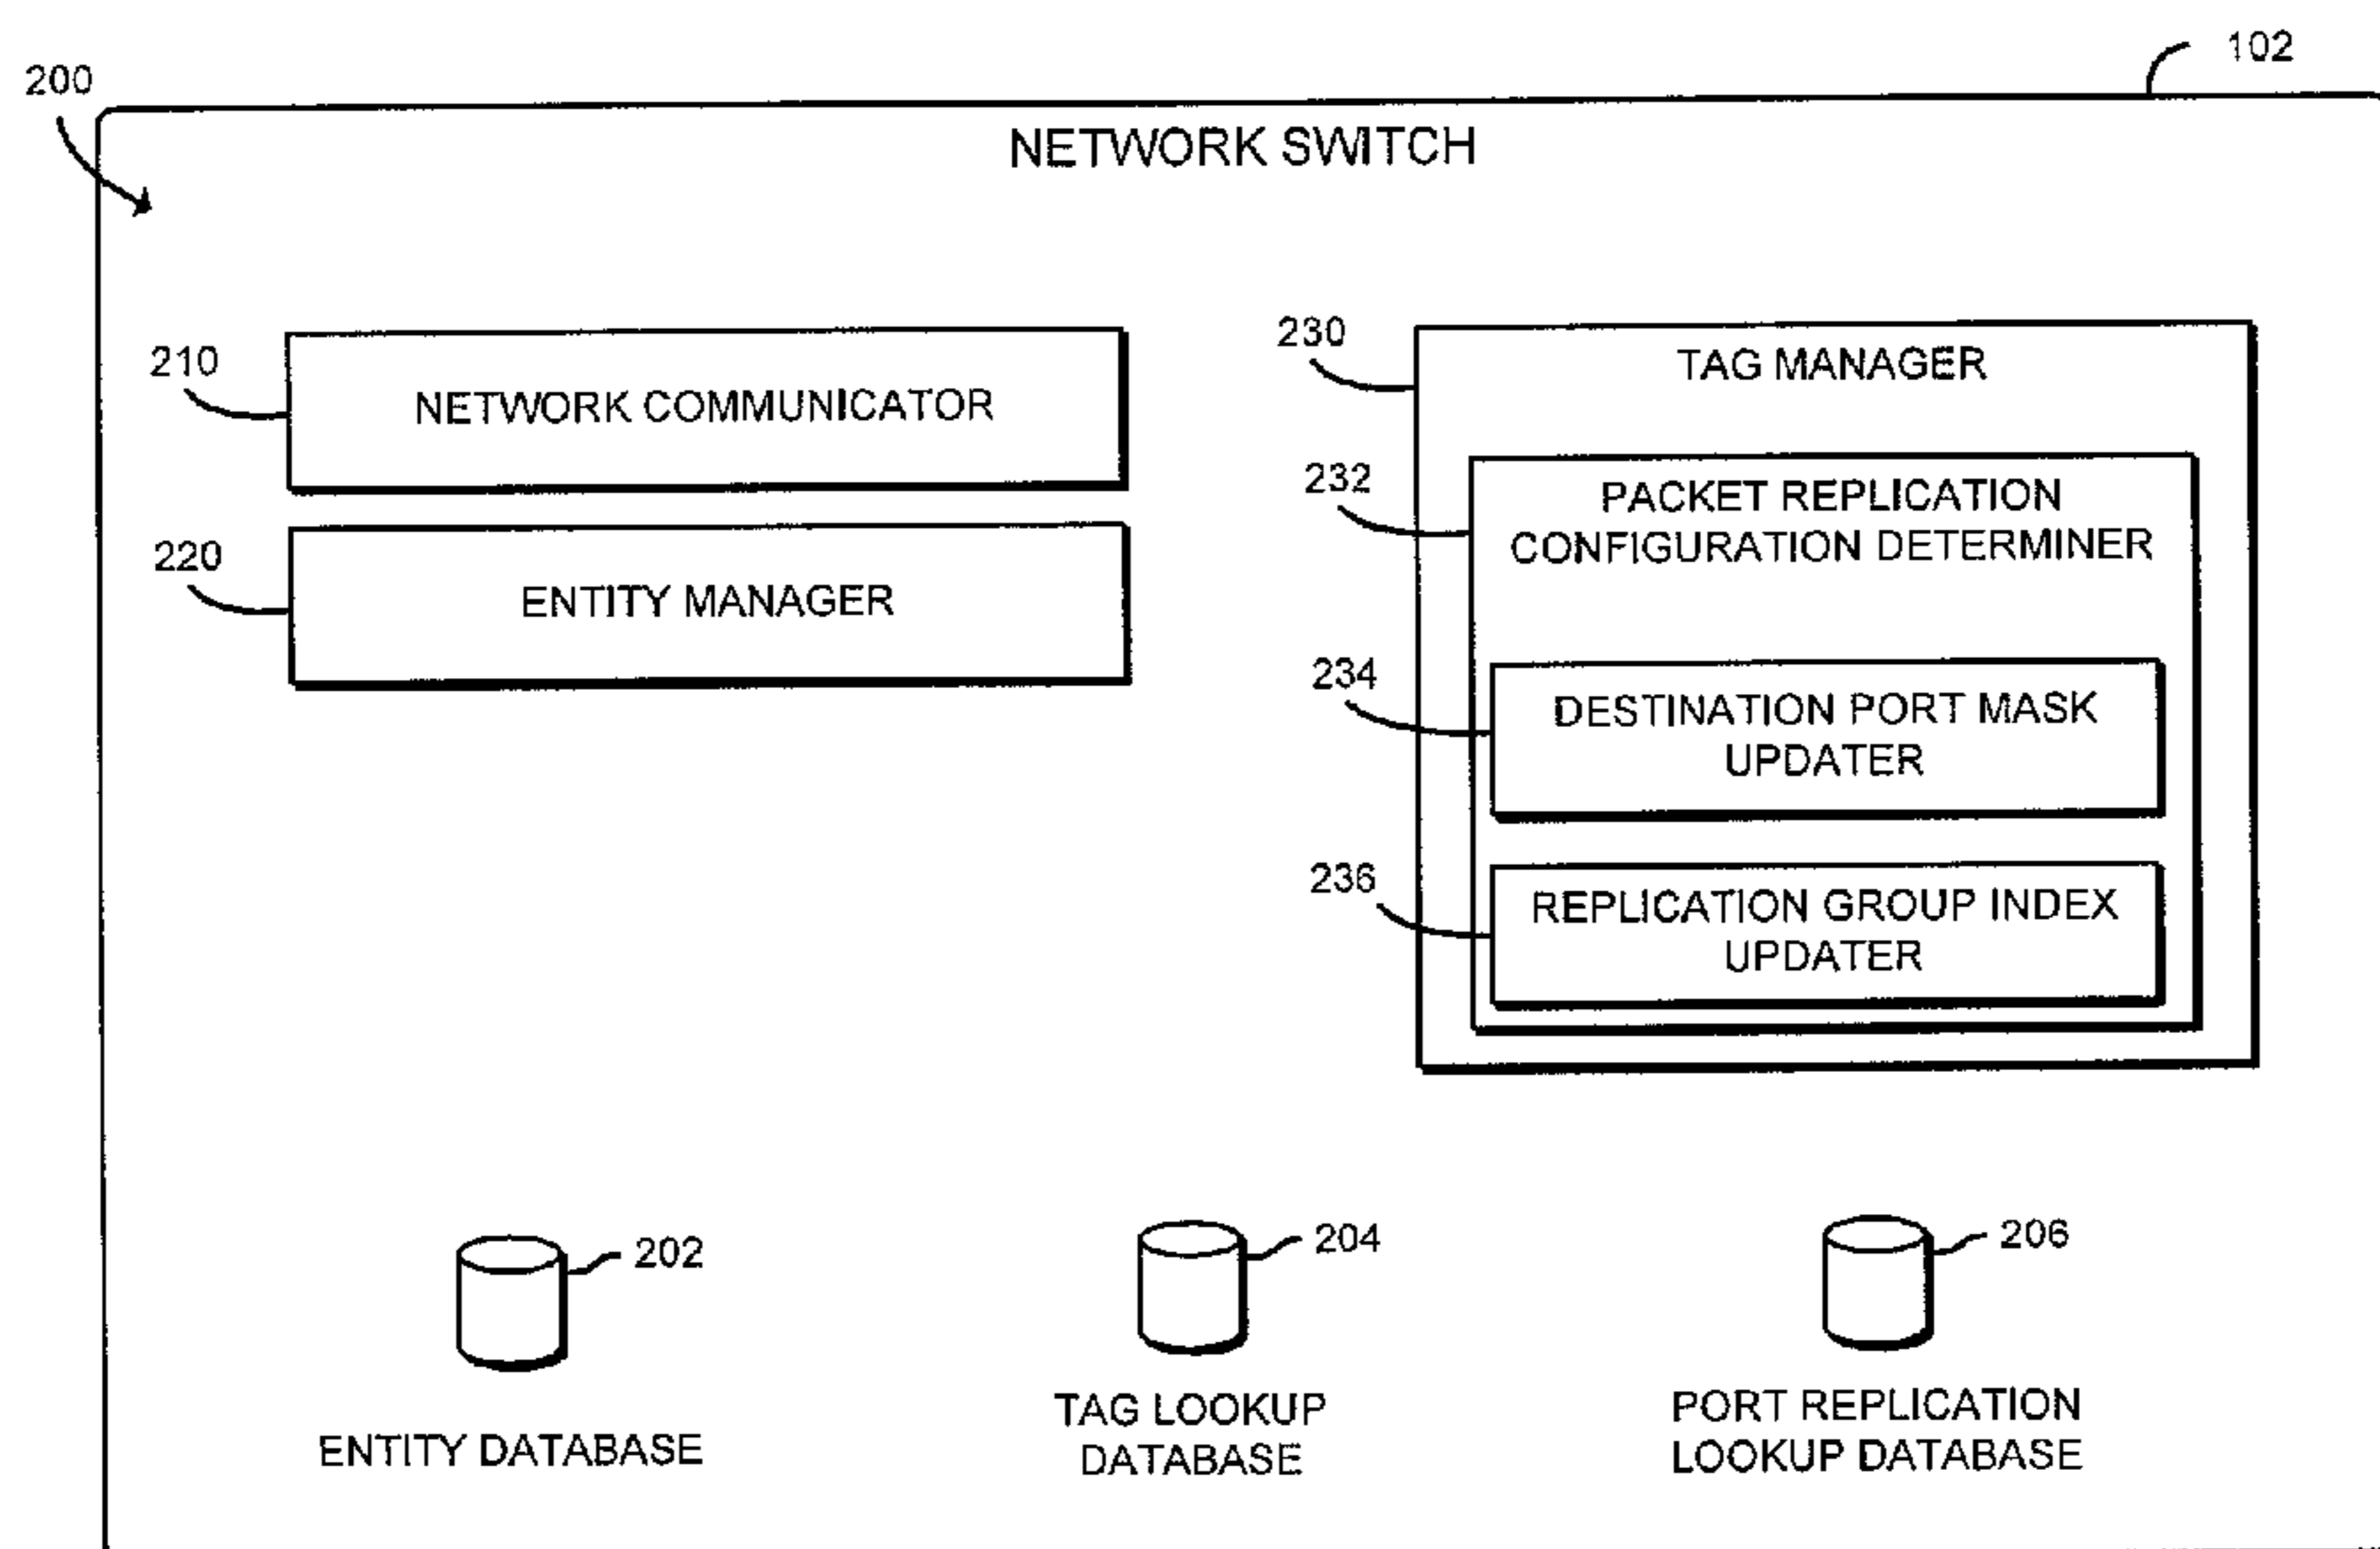 102
200
NETWORK SWITCH
210
NETWORK COMMUNICATOR
220
ENTITY MANAGER
230
TAG MANAGER
232
PACKET REPLICATION
CONFIGURATION DETERMINER
234
DESTINATION PORT MASK
UPDATER
236
REPLICATION GROUP INDEX
UPDATER
202
ENTITY DATABASE
204
TAG LOOKUP
DATABASE
206
PORT REPLICATION
LOOKUP DATABASE